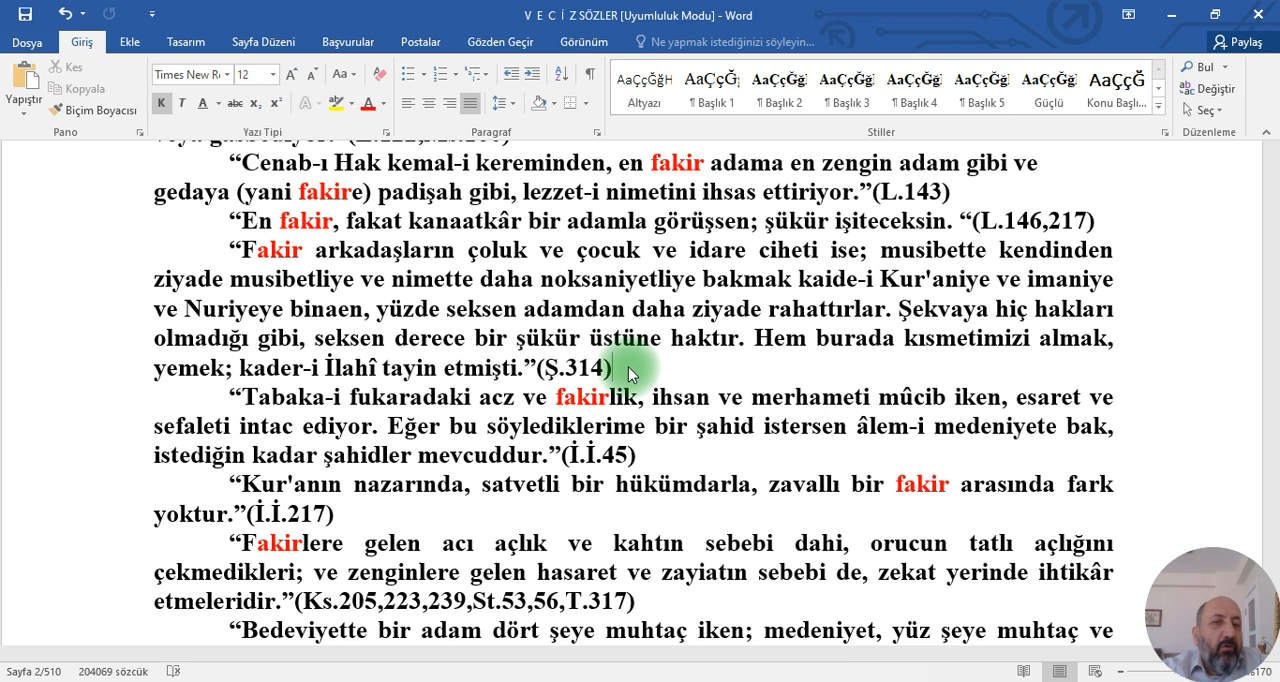 V E C İ Z SÖZLER [Uyumluluk Modu] - Word
Dosya Giriş Ekle Tasarım Sayfa Düzeni Başvurular Postalar Gözden Geçir Görünüm Ne yapmak istediğinizi söyleyin... Paylaş
Yapıştır
Kes
Kopyala
Biçim Boyacısı
Pano
Times New Ro 12
K T A abc x₂ x²
Yazı Tipi
Paragraf
AaÇçĞğH AaÇçĞ AaÇçĞğ AaÇçĞğ AaÇçĞğ AaÇçĞğ AaÇçĞğ AaÇçĞ
Altyazı ¶ Başlık 1 ¶ Başlık 2 ¶ Başlık 3 ¶ Başlık 4 ¶ Başlık 5 Güçlü Konu Başlı...
Stiller
Bul
Değiştir
Seç
Düzenleme
“Cenab-ı Hak kemal-i kereminden, en fakir adama en zengin adam gibi ve
gedaya (yani fakire) padişah gibi, lezzet-i nimetini ihsas ettiriyor.”(L.143)
“En fakir, fakat kanaatkâr bir adamla görüşsen; şükür işiteceksin. “(L.146,217)
“Fakir arkadaşların çoluk ve çocuk ve idare ciheti ise; musibette kendinden
ziyade musibetliye ve nimette daha noksaniyetliye bakmak kaide-i Kur'aniye ve imaniye
ve Nuriyeye binaen, yüzde seksen adamdan daha ziyade rahattırlar. Şekvaya hiç hakları
olmadığı gibi, seksen derece bir şükür üstüne haktır. Hem burada kısmetimizi almak,
yemek; kader-i İlahî tayin etmişti.”(Ş.314)
“Tabaka-i fukaradaki acz ve fakirlik, ihsan ve merhameti mûcib iken, esaret ve
sefaleti intac ediyor. Eğer bu söylediklerime bir şahid istersen âlem-i medeniyete bak,
istediğin kadar şahidler mevcuddur.”(İ.İ.45)
“Kur'anın nazarında, satvetli bir hükümdarla, zavallı bir fakir arasında fark
yoktur.”(İ.İ.217)
“Fakirlere gelen acı açlık ve kahtın sebebi dahi, orucun tatlı açlığını
çekmedikleri; ve zenginlere gelen hasaret ve zayiatın sebebi de, zekat yerinde ihtikâr
etmeleridir.”(Ks.205,223,239,St.53,56,T.317)
“Bedeviyette bir adam dört şeye muhtaç iken; medeniyet, yüz şeye muhtaç ve
Sayfa 2/510 204069 sözcük %170